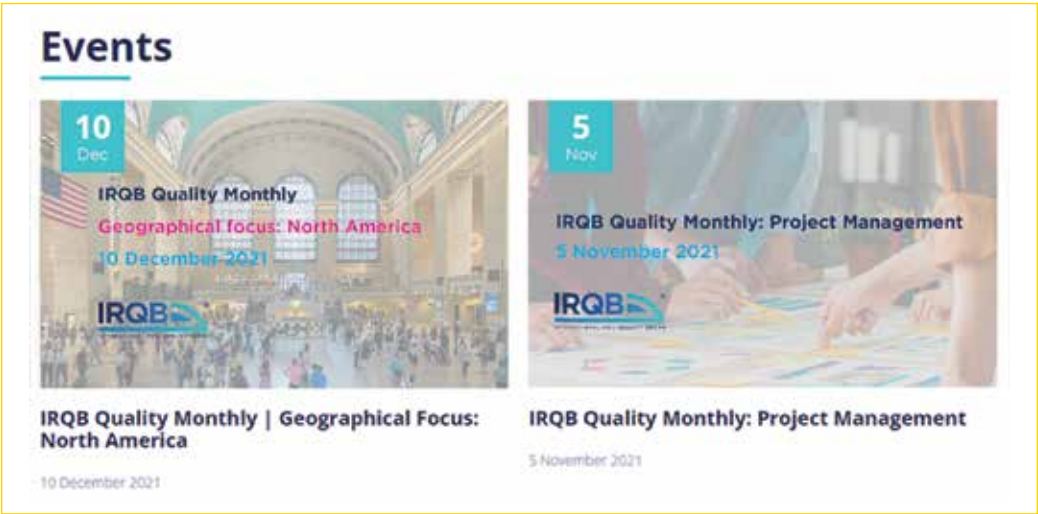 Events
10
Dec
IRQB Quality Monthly
Geographical focus: North America
10 December 2021
IRQB
IRQB Quality Monthly | Geographical Focus:
North America
10 December 2021
5
Nov
IRQB Quality Monthly: Project Management
5 November 2021
IRQB
IRQB Quality Monthly: Project Management
5 November 2021